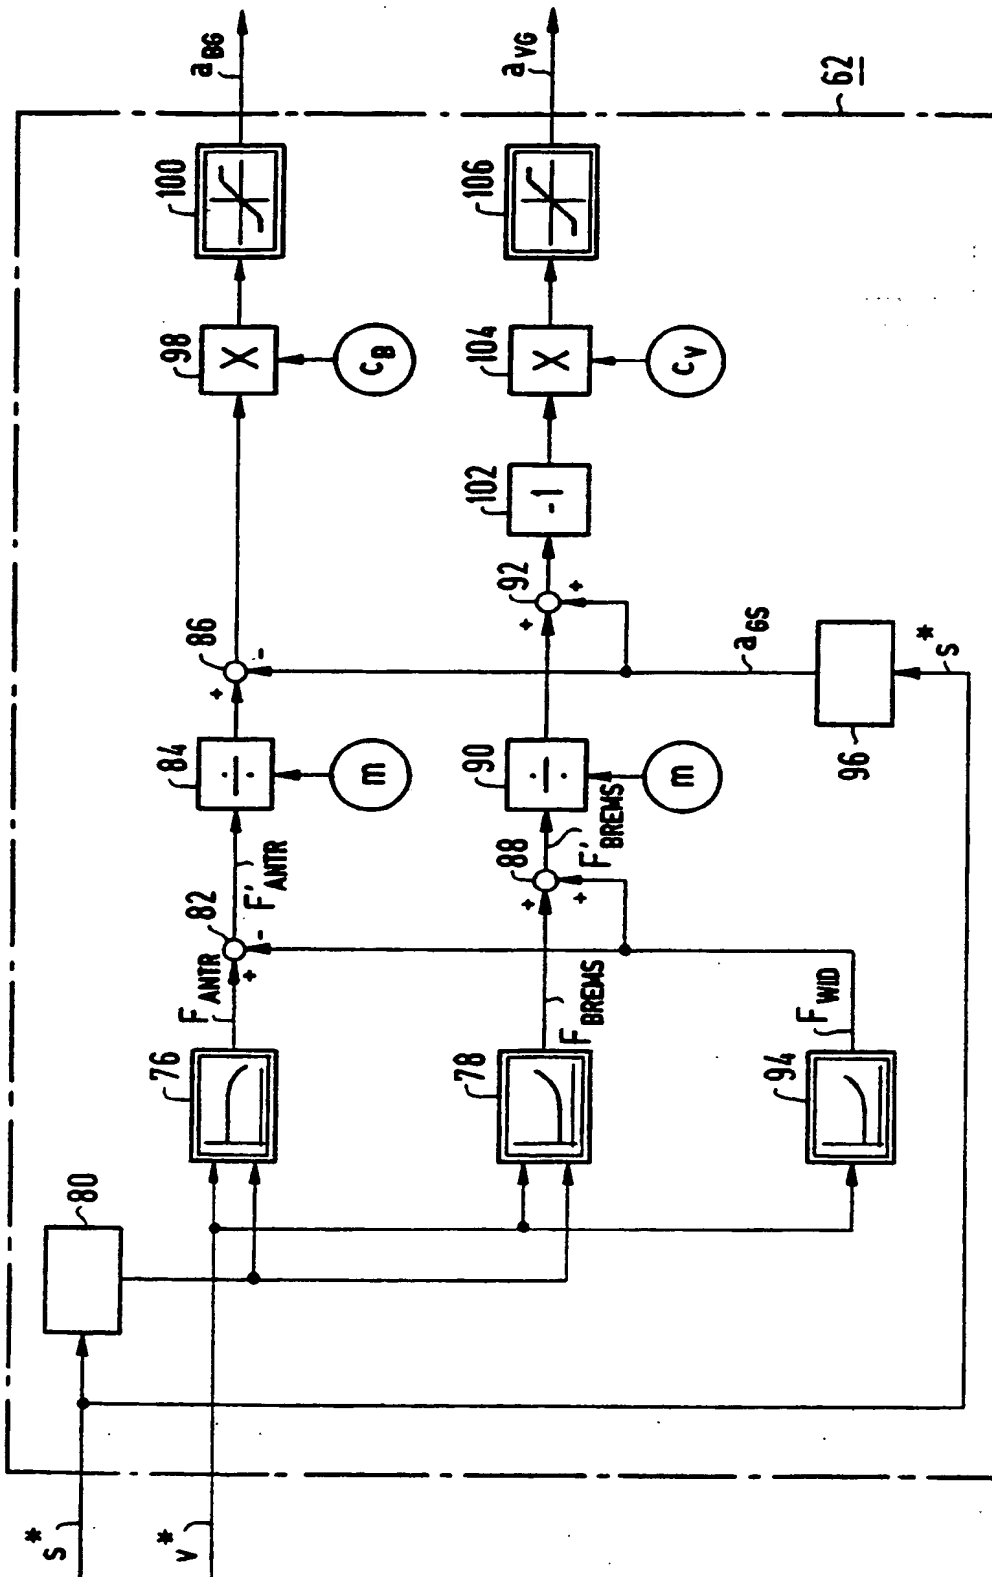 s*
v*
80
76
F_ANTR
82
F'_ANTR
84
÷
m
86
+
-
+
-
98
X
c_B
100
a_BG
78
F_BREMS
88
+
+
F'_BREMS
90
÷
m
92
+
+
102
-1
104
X
c_V
106
a_VG
94
F_WID
96
s*
a_GS
62